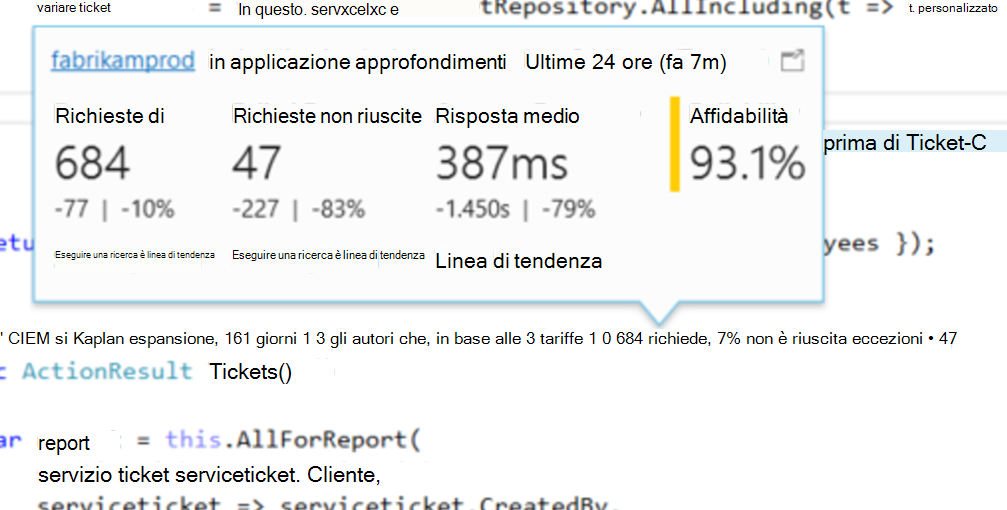 variare ticket = In questo. servxcelxc e tRepository.AllIncluding(t => t. personalizzato
fabrikamprod in applicazione approfondimenti Ultime 24 ore (fa 7m)
Richieste di Richieste non riuscite Risposta medio Affidabilità
684 47 387ms 93.1%
prima di Ticket-C
-77 | -10% -227 | -83% -1.450s | -79%
etu yees });
Eseguire una ricerca è linea di tendenza Eseguire una ricerca è linea di tendenza Linea di tendenza
' CIEM si Kaplan espansione, 161 giorni 1 3 gli autori che, in base alle 3 tariffe 1 0 684 richiede, 7% non è riuscita eccezioni • 47
c ActionResult Tickets()
ar report = this.AllForReport(
servizio ticket serviceticket. Cliente,
serviceticket => serviceticket.CreatedBy,